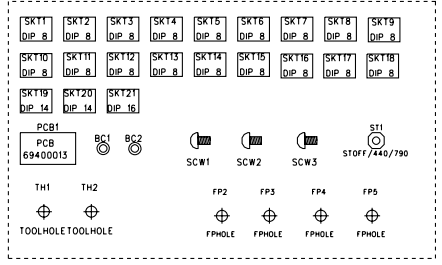 SKT1 SKT2 SKT3 SKT4 SKT5 SKT6 SKT7 SKT8 SKT9
DIP 8 DIP 8 DIP 8 DIP 8 DIP 8 DIP 8 DIP 8 DIP 8 DIP 8
SKT10 SKT11 SKT12 SKT13 SKT14 SKT15 SKT16 SKT17 SKT18
DIP 8 DIP 8 DIP 8 DIP 8 DIP 8 DIP 8 DIP 8 DIP 8 DIP 8
SKT19 SKT20 SKT21
DIP 14 DIP 14 DIP 16
PCB1 BC1 BC2 ST1
PCB
69400013
SCW1 SCW2 SCW3 STOFF/440/790
TH1 TH2 FP2 FP3 FP4 FP5
TOOLHOLE TOOLHOLE FPHOLE FPHOLE FPHOLE FPHOLE